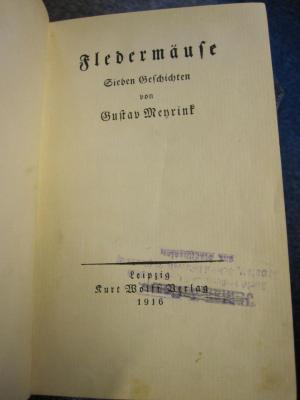 Fledermäuse
Sieben Geschichten
von
Gustav Meyrink
Leipzig
Kurt Wolff Verlag
1916